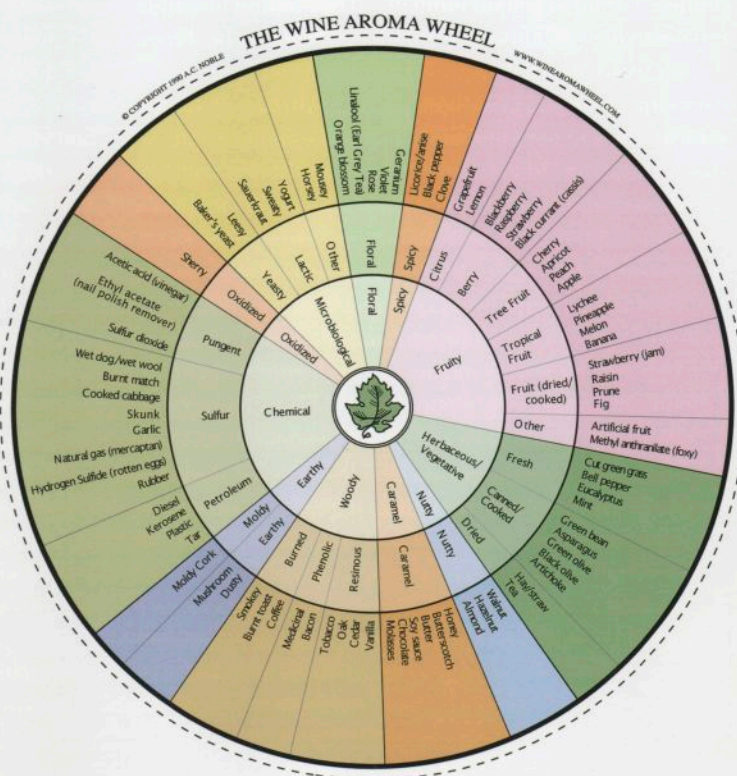 THE WINE AROMA WHEEL
© COPYRIGHT 1990 A.C. NOBLE
WWW.WINEAROMAWHEEL.COM
Floral
Floral
Linalool (Earl Grey Tea)
Orange blossom
Rose
Violet
Geranium
Spicy
Spicy
Licorice/anise
Black pepper
Clove
Fruity
Citrus
Grapefruit
Lemon
Berry
Blackberry
Raspberry
Strawberry
Black currant (cassis)
Tree Fruit
Cherry
Apricot
Peach
Apple
Tropical
Fruit
Lychee
Pineapple
Melon
Banana
Fruit (dried/
cooked)
Strawberry (jam)
Raisin
Prune
Fig
Other
Artificial fruit
Methyl anthranilate (foxy)
Herbaceous/
Vegetative
Fresh
Cut green grass
Bell pepper
Eucalyptus
Mint
Canned/
Cooked
Green bean
Asparagus
Green olive
Black olive
Artichoke
Dried
Hay/straw
Tea
Nutty
Nutty
Walnut
Hazelnut
Almond
Caramel
Caramel
Honey
Butterscotch
Butter
Soy sauce
Chocolate
Molasses
Woody
Resinous
Vanilla
Cedar
Oak
Tobacco
Phenolic
Bacon
Medicinal
Burned
Coffee
Burnt toast
Smokey
Earthy
Earthy
Dusty
Mushroom
Moldy
Moldy Cork
Chemical
Petroleum
Tar
Plastic
Kerosene
Diesel
Sulfur
Rubber
Hydrogen Sulfide (rotten eggs)
Natural gas (mercaptan)
Garlic
Skunk
Cooked cabbage
Burnt match
Wet dog/wet wool
Sulfur dioxide
Pungent
Ethyl acetate
(nail polish remover)
Acetic acid (vinegar)
Oxidized
Oxidized
Sherry
Microbiological
Yeasty
Baker's yeast
Leesy
Lactic
Sauerkraut
Sweaty
Yogurt
Other
Horsey
Mousey